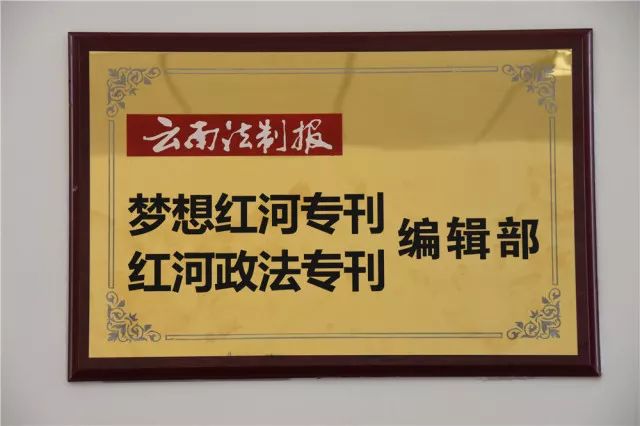 云南法制报
梦想红河专刊
红河政法专刊
编辑部